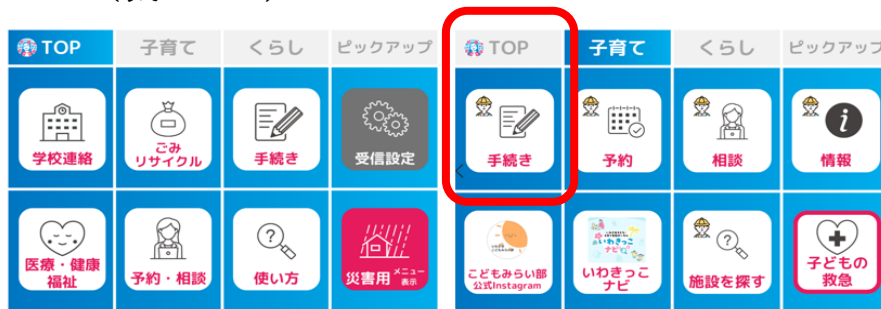 TOP 子育て くらし ピックアップ
学校連絡
ごみ
リサイクル
手続き
受信設定
医療・健康
福祉
予約・相談
使い方
災害用 メニュー
表示
TOP 子育て くらし ピックアップ
手続き
予約
相談
情報
こどもみらい部
公式Instagram
いわきっこ
ナビ
施設を探す
子どもの
救急